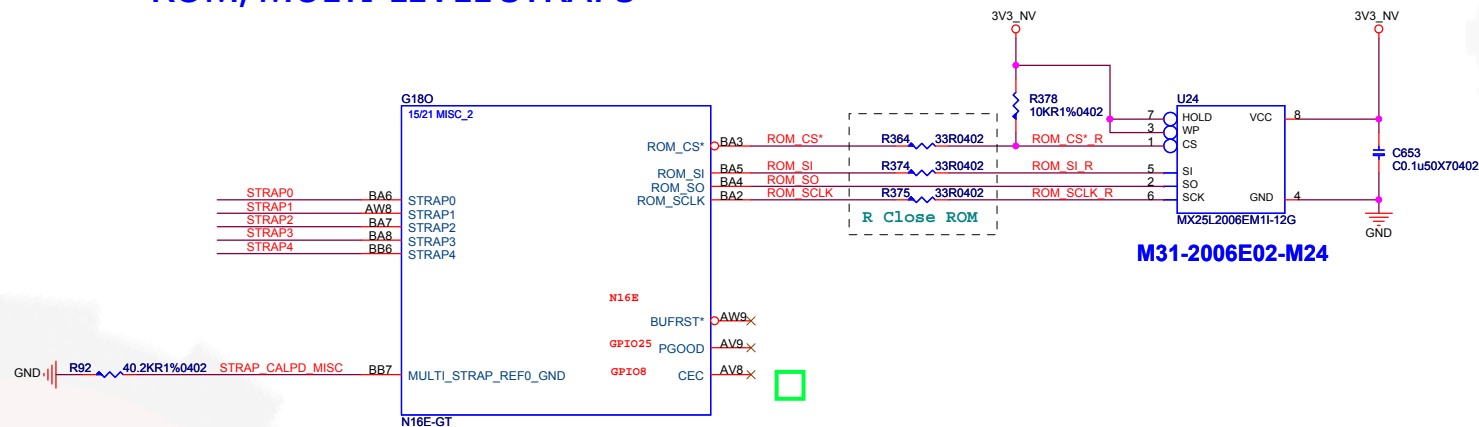 3V3_NV
3V3_NV
G18O
15/21 MISC_2
R378
10KR1%0402
U24
7
HOLD
VCC
8
3
WP
ROM_CS*
BA3
ROM_CS*
R364
33R0402
ROM_CS*_R
1
CS
C653
C0.1u50X70402
ROM_SI
BA5
ROM_SI
R374
33R0402
ROM_SI_R
5
SI
ROM_SO
BA4
ROM_SO
2
SO
ROM_SCLK
BA2
ROM_SCLK
R375
33R0402
ROM_SCLK_R
6
SCK
GND
4
STRAP0
BA6
STRAP0
STRAP1
AW8
STRAP1
STRAP2
BA7
STRAP2
STRAP3
BA8
STRAP3
STRAP4
BB6
STRAP4
R Close ROM
MX25L2006EM1I-12G
GND
M31-2006E02-M24
N16E
BUFRST*
AW9
GPIO25
PGOOD
AV9
GND
R92
40.2KR1%0402
STRAP_CALPD_MISC
BB7
MULTI_STRAP_REF0_GND
GPIO8
CEC
AV8
N16E-GT